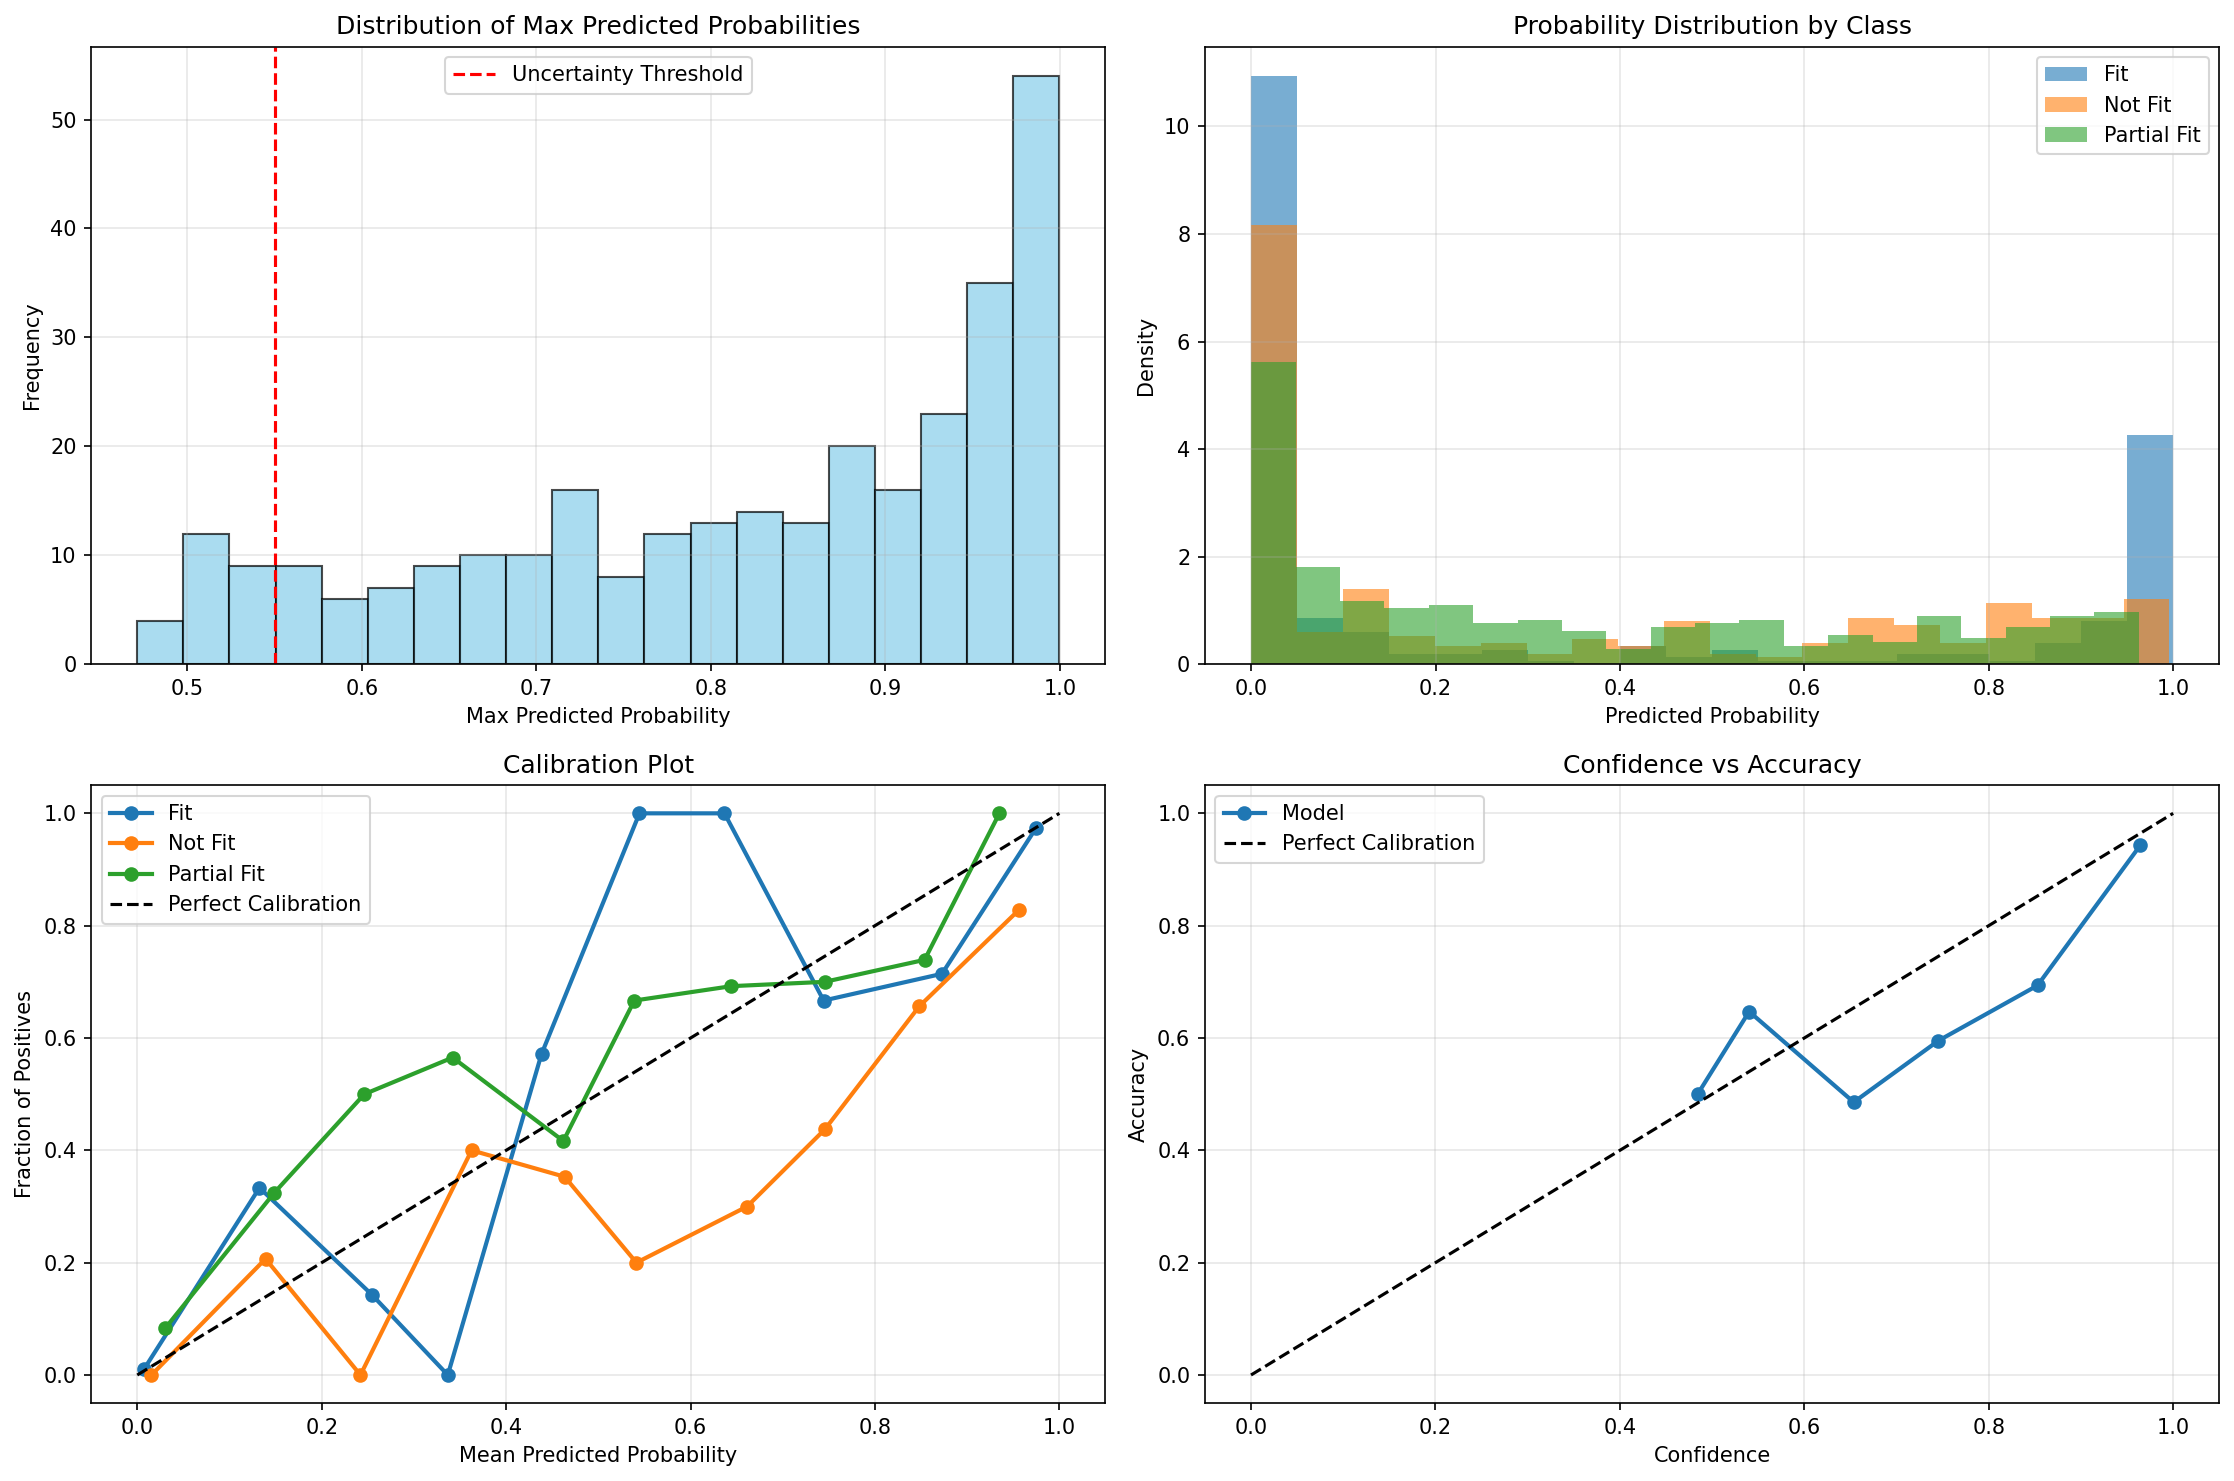 Distribution of Max Predicted Probabilities
Uncertainty Threshold
Frequency
50
40
30
20
10
0
0.5 0.6 0.7 0.8 0.9 1.0
Max Predicted Probability
Probability Distribution by Class
Fit
Not Fit
Partial Fit
Density
10
8
6
4
2
0
0.0 0.2 0.4 0.6 0.8 1.0
Predicted Probability
Calibration Plot
Fit
Not Fit
Partial Fit
Perfect Calibration
Fraction of Positives
1.0
0.8
0.6
0.4
0.2
0.0
0.0 0.2 0.4 0.6 0.8 1.0
Mean Predicted Probability
Confidence vs Accuracy
Model
Perfect Calibration
Accuracy
1.0
0.8
0.6
0.4
0.2
0.0
0.0 0.2 0.4 0.6 0.8 1.0
Confidence